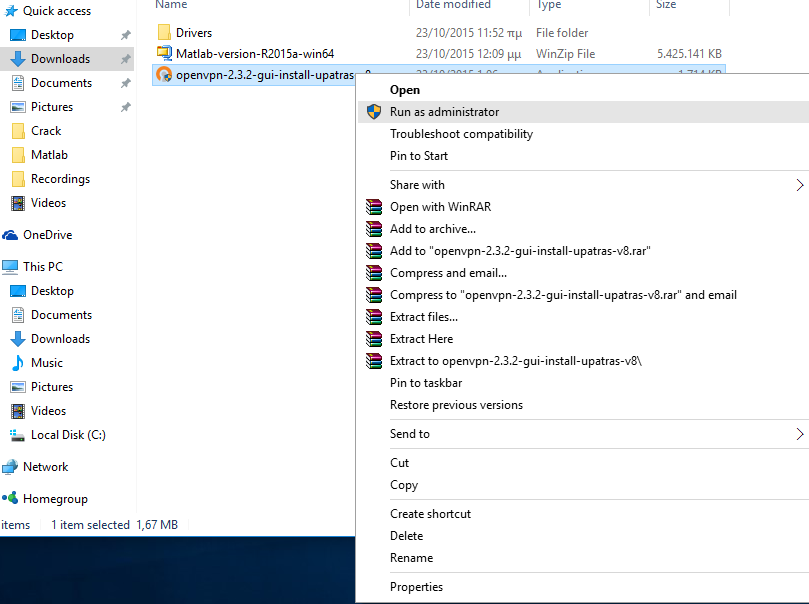 Name Date modified Type Size
Quick access
Desktop
Downloads
Documents
Pictures
Crack
Matlab
Recordings
Videos
OneDrive
This PC
Desktop
Documents
Downloads
Music
Pictures
Videos
Local Disk (C:)
Network
Homegroup
Drivers 23/10/2015 11:52 πμ File folder
Matlab-version-R2015a-win64 23/10/2015 12:09 μμ WinZip File 5.425.141 KB
openvpn-2.3.2-gui-install-upatras
Open
Run as administrator
Troubleshoot compatibility
Pin to Start
Share with
Open with WinRAR
Add to archive...
Add to "openvpn-2.3.2-gui-install-upatras-v8.rar"
Compress and email...
Compress to "openvpn-2.3.2-gui-install-upatras-v8.rar" and email
Extract files...
Extract Here
Extract to openvpn-2.3.2-gui-install-upatras-v8\
Pin to taskbar
Restore previous versions
Send to
Cut
Copy
Create shortcut
Delete
Rename
Properties
items 1 item selected 1,67 MB